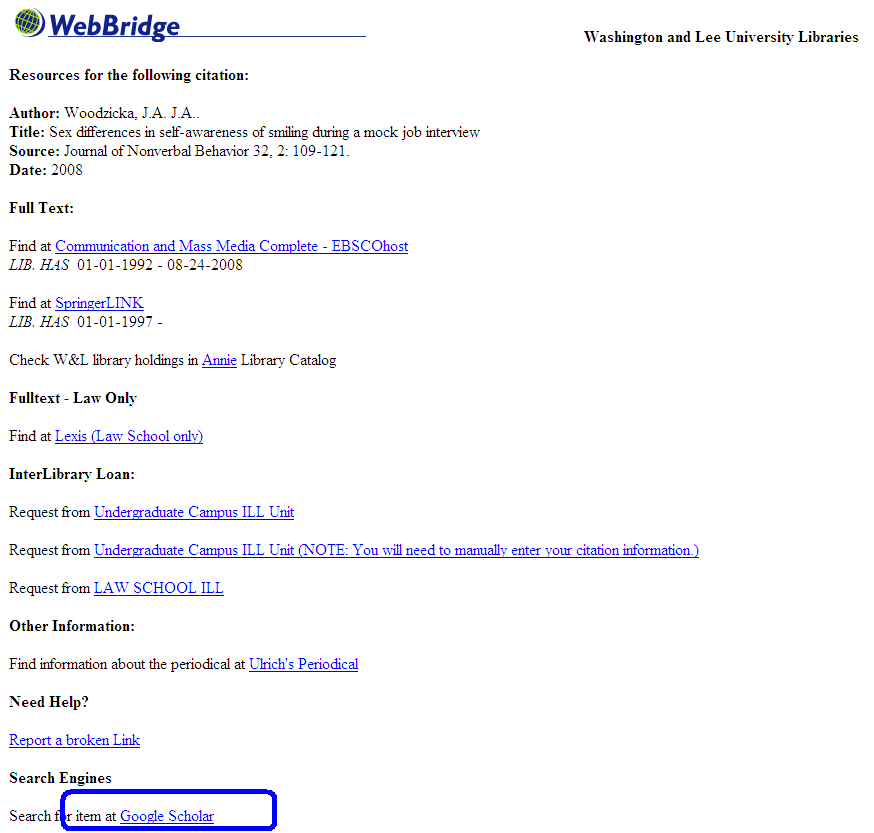 WebBridge
Washington and Lee University Libraries
Resources for the following citation:
Author: Woodzicka, J.A. J.A..
Title: Sex differences in self-awareness of smiling during a mock job interview
Source: Journal of Nonverbal Behavior 32, 2: 109-121.
Date: 2008
Full Text:
Find at Communication and Mass Media Complete - EBSCOhost
LIB. HAS 01-01-1992 - 08-24-2008
Find at SpringerLINK
LIB. HAS 01-01-1997 -
Check W&L library holdings in Annie Library Catalog
Fulltext - Law Only
Find at Lexis (Law School only)
InterLibrary Loan:
Request from Undergraduate Campus ILL Unit
Request from Undergraduate Campus ILL Unit (NOTE: You will need to manually enter your citation information.)
Request from LAW SCHOOL ILL
Other Information:
Find information about the periodical at Ulrich's Periodical
Need Help?
Report a broken Link
Search Engines
Search for item at Google Scholar